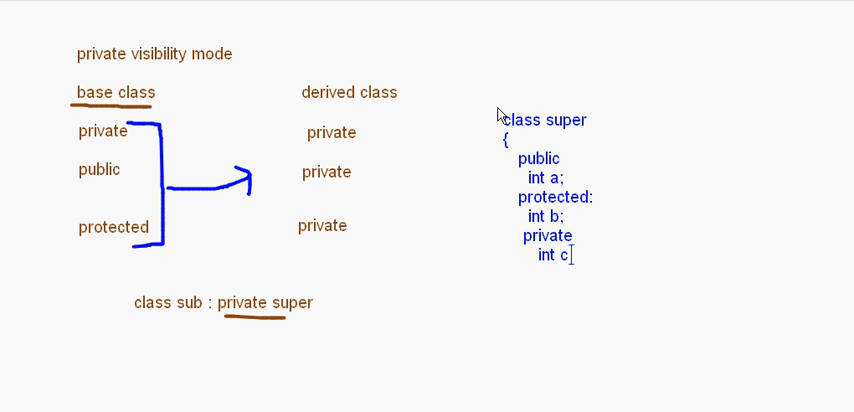 private visibility mode
base class
derived class
private
private
public
private
protected
private
class sub : private super
class super
{
public
int a;
protected:
int b;
private
int c